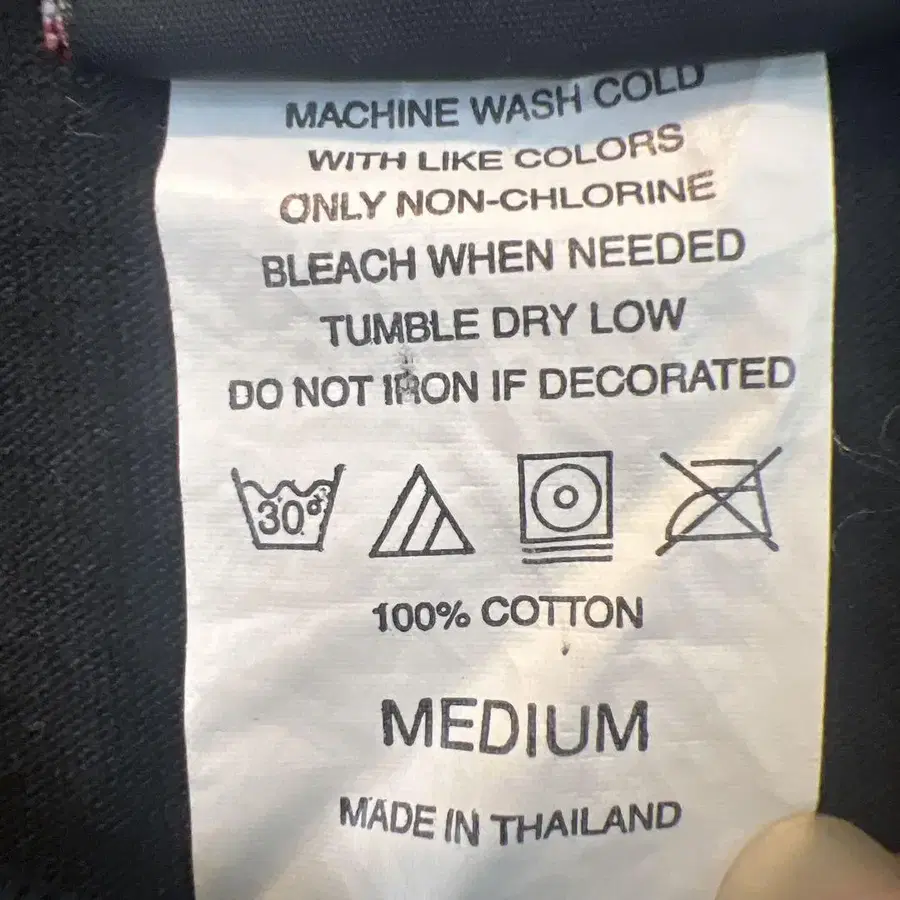 MACHINE WASH COLD
WITH LIKE COLORS
ONLY NON-CHLORINE
BLEACH WHEN NEEDED
TUMBLE DRY LOW
DO NOT IRON IF DECORATED
30°
100% COTTON
MEDIUM
MADE IN THAILAND